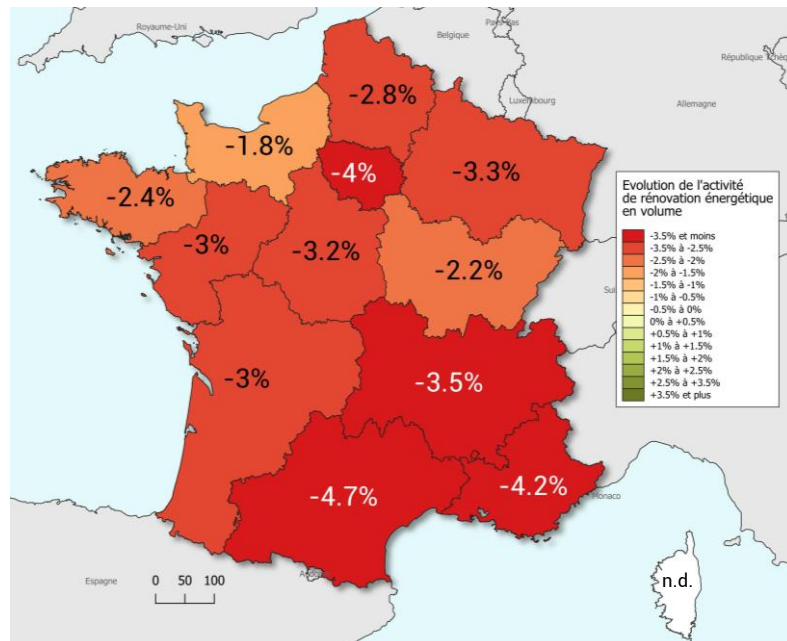 Royaume-Uni
Pays-Bas
Belgique
République Tchèq
Luxembourg
Allemagne
-2.8%
-1.8%
-4%
-3.3%
-2.4%
-3%
-3.2%
-2.2%
Evolution de l'activité
de rénovation énergétique
en volume
-3.5% et moins
-3.5% à -2.5%
-2.5% à -2%
-2% à -1.5%
-1.5% à -1%
-1% à -0.5%
-0.5% à 0%
0% à +0.5%
+0.5% à +1%
+1% à +1.5%
+1.5% à +2%
+2% à +2.5%
+2.5% à +3.5%
+3.5% et plus
Sui
-3%
-3.5%
-4.7%
-4.2%
Monaco
Espagne
0 50 100
n.d.